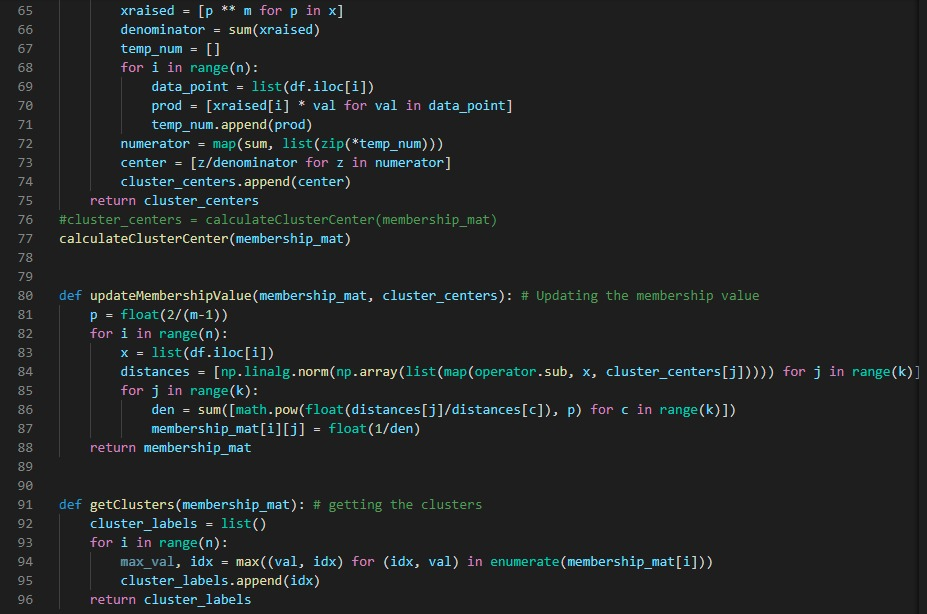 65 xraised = [p ** m for p in x]
66 denominator = sum(xraised)
67 temp_num = []
68 for i in range(n):
69 data_point = list(df.iloc[i])
70 prod = [xraised[i] * val for val in data_point]
71 temp_num.append(prod)
72 numerator = map(sum, list(zip(*temp_num)))
73 center = [z/denominator for z in numerator]
74 cluster_centers.append(center)
75 return cluster_centers
76 #cluster_centers = calculateClusterCenter(membership_mat)
77 calculateClusterCenter(membership_mat)
78
79
80 def updateMembershipValue(membership_mat, cluster_centers): # Updating the membership value
81 p = float(2/(m-1))
82 for i in range(n):
83 x = list(df.iloc[i])
84 distances = [np.linalg.norm(np.array(list(map(operator.sub, x, cluster_centers[j])))) for j in range(k)]
85 for j in range(k):
86 den = sum([math.pow(float(distances[j]/distances[c]), p) for c in range(k)])
87 membership_mat[i][j] = float(1/den)
88 return membership_mat
89
90
91 def getClusters(membership_mat): # getting the clusters
92 cluster_labels = list()
93 for i in range(n):
94 max_val, idx = max((val, idx) for (idx, val) in enumerate(membership_mat[i]))
95 cluster_labels.append(idx)
96 return cluster_labels